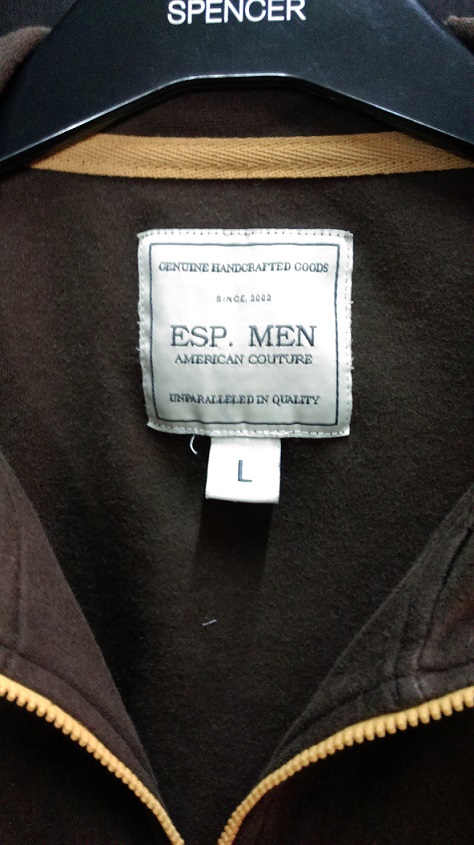 SPENCER
GENUINE HANDCRAFTED GOODS
SINCE. 2002
ESP. MEN
AMERICAN COUTURE
UNPARALLELED IN QUALITY
L